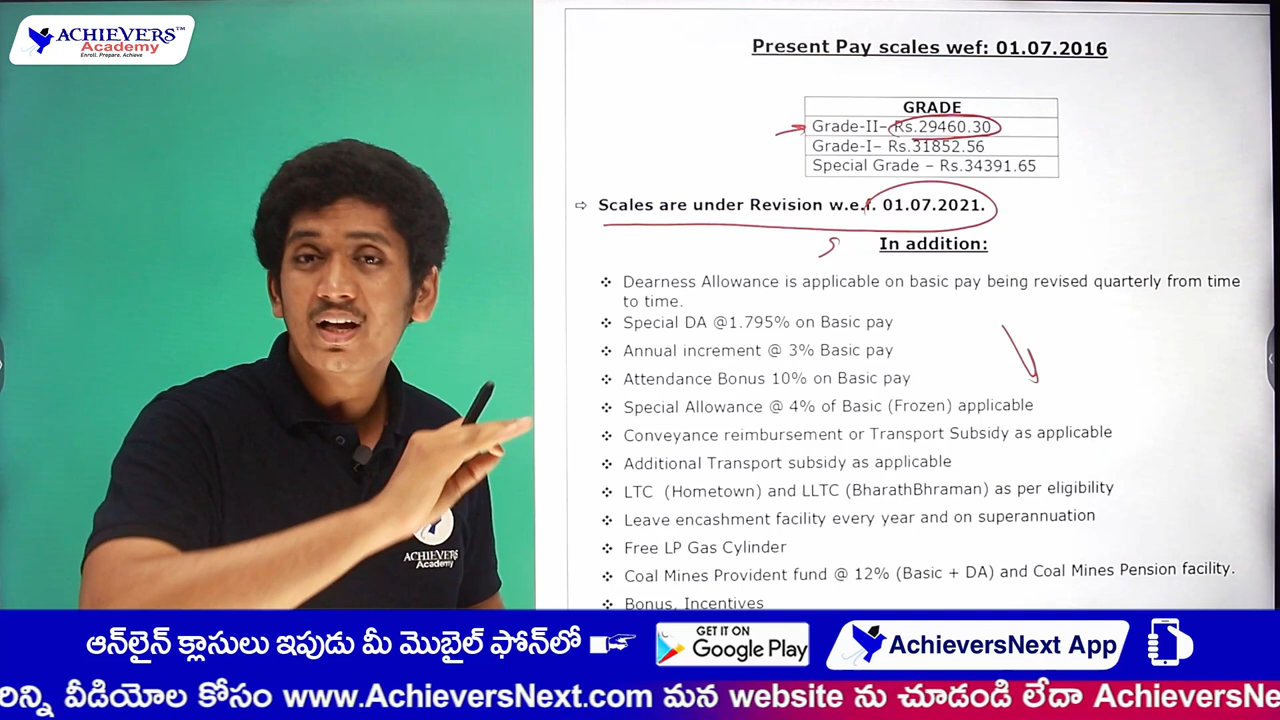 ACHIEVERS™
Academy
Enroll. Prepare. Achieve
Present Pay scales wef: 01.07.2016
GRADE
Grade-II– Rs.29460.30
Grade-I– Rs.31852.56
Special Grade – Rs.34391.65
⇨ Scales are under Revision w.e.f. 01.07.2021.
In addition:
❖ Dearness Allowance is applicable on basic pay being revised quarterly from time
to time.
❖ Special DA @1.795% on Basic pay
❖ Annual increment @ 3% Basic pay
❖ Attendance Bonus 10% on Basic pay
❖ Special Allowance @ 4% of Basic (Frozen) applicable
❖ Conveyance reimbursement or Transport Subsidy as applicable
❖ Additional Transport subsidy as applicable
❖ LTC (Hometown) and LLTC (BharathBhraman) as per eligibility
❖ Leave encashment facility every year and on superannuation
❖ Free LP Gas Cylinder
❖ Coal Mines Provident fund @ 12% (Basic + DA) and Coal Mines Pension facility.
❖ Bonus, Incentives
ACHIEVERS
Academy
ఆన్‌లైన్ క్లాసులు ఇపుడు మీ మొబైల్ ఫోన్‌లో
GET IT ON
Google Play
AchieversNext App
రిన్ని వీడియోల కోసం www.AchieversNext.com మన website ను చూడండి లేదా AchieversNe